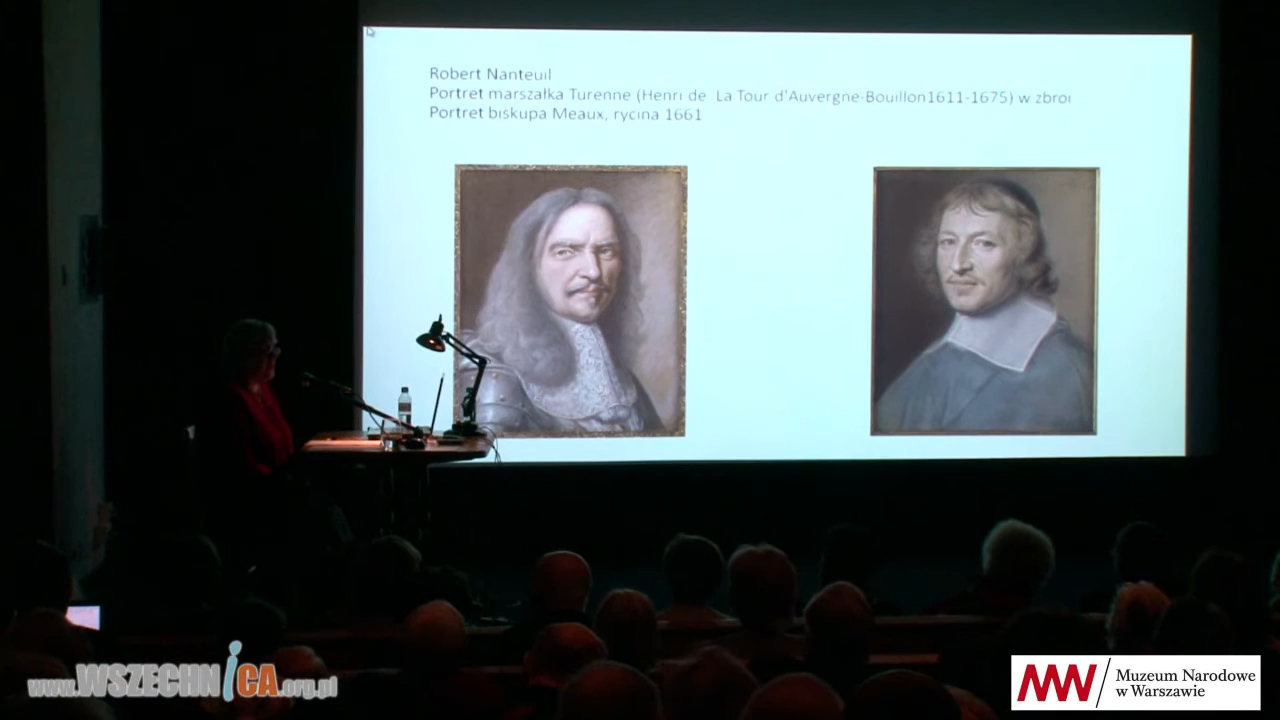 Robert Nanteuil
Portret marszałka Turenne (Henri de La Tour d'Auvergne-Bouillon1611-1675) w zbroi
Portret biskupa Meaux, rycina 1661
www.WSZECHNICA.org.pl
MW / Muzeum Narodowe
w Warszawie